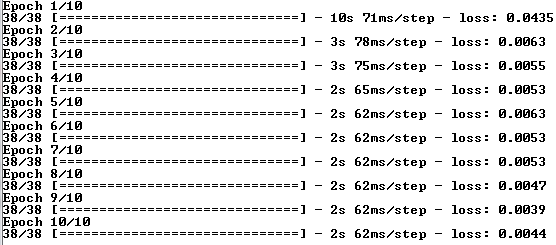 Epoch 1/10
38/38 [==============================] - 10s 71ms/step - loss: 0.0435
Epoch 2/10
38/38 [==============================] - 3s 78ms/step - loss: 0.0063
Epoch 3/10
38/38 [==============================] - 3s 75ms/step - loss: 0.0055
Epoch 4/10
38/38 [==============================] - 2s 65ms/step - loss: 0.0053
Epoch 5/10
38/38 [==============================] - 2s 62ms/step - loss: 0.0063
Epoch 6/10
38/38 [==============================] - 2s 62ms/step - loss: 0.0053
Epoch 7/10
38/38 [==============================] - 2s 62ms/step - loss: 0.0053
Epoch 8/10
38/38 [==============================] - 2s 62ms/step - loss: 0.0047
Epoch 9/10
38/38 [==============================] - 2s 62ms/step - loss: 0.0039
Epoch 10/10
38/38 [==============================] - 2s 62ms/step - loss: 0.0044